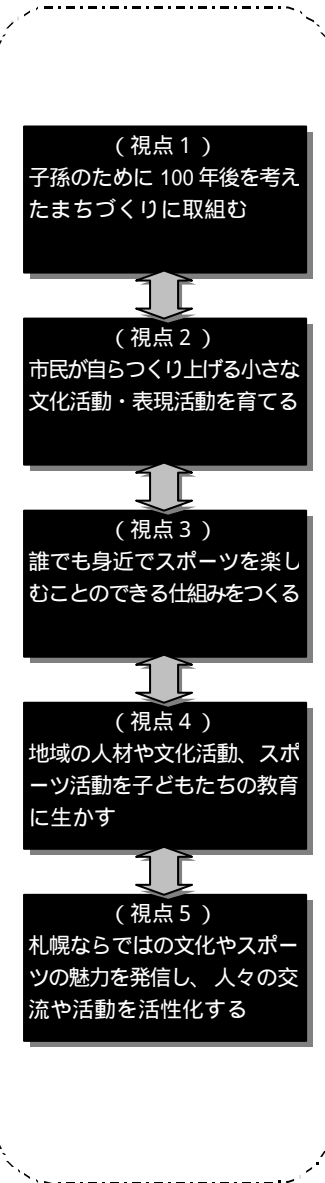 （視点１）
子孫のために 100 年後を考え
たまちづくりに取組む
（視点２）
市民が自らつくり上げる小さな
文化活動・表現活動を育てる
（視点３）
誰でも身近でスポーツを楽し
むことのできる仕組みをつくる
（視点４）
地域の人材や文化活動、スポ
ーツ活動を子どもたちの教育
に生かす
（視点５）
札幌ならではの文化やスポー
ツの魅力を発信し、人々の交
流や活動を活性化する